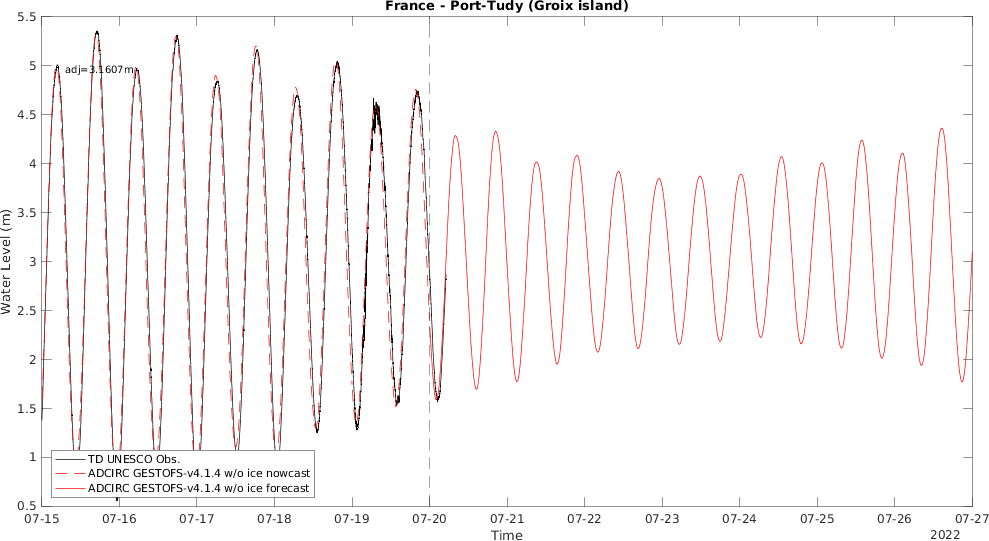 France - Port-Tudy (Groix island)
5.5
5
4.5
4
3.5
3
2.5
2
1.5
1
0.5
Water Level (m)
adj=3.1607m
TD UNESCO Obs.
ADCIRC GESTOFS-v4.1.4 w/o ice nowcast
ADCIRC GESTOFS-v4.1.4 w/o ice forecast
07-15 07-16 07-17 07-18 07-19 07-20 07-21 07-22 07-23 07-24 07-25 07-26 07-27
Time
2022